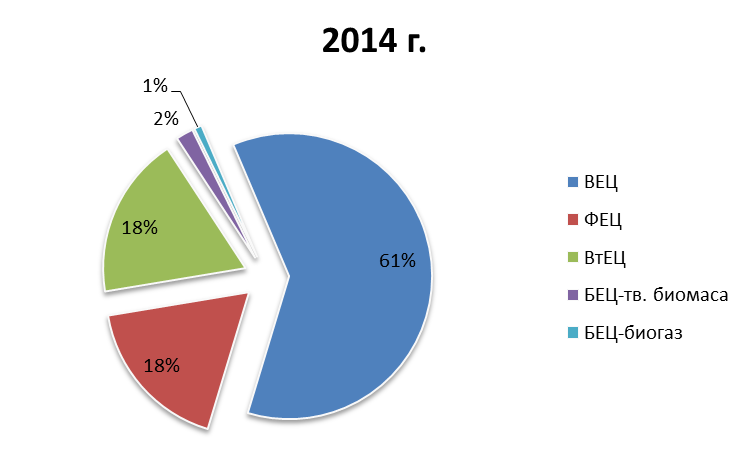 2014 г.
1%
2%
18%
61%
18%
ВЕЦ
ФЕЦ
ВтЕЦ
БЕЦ-тв. биомаса
БЕЦ-биогаз